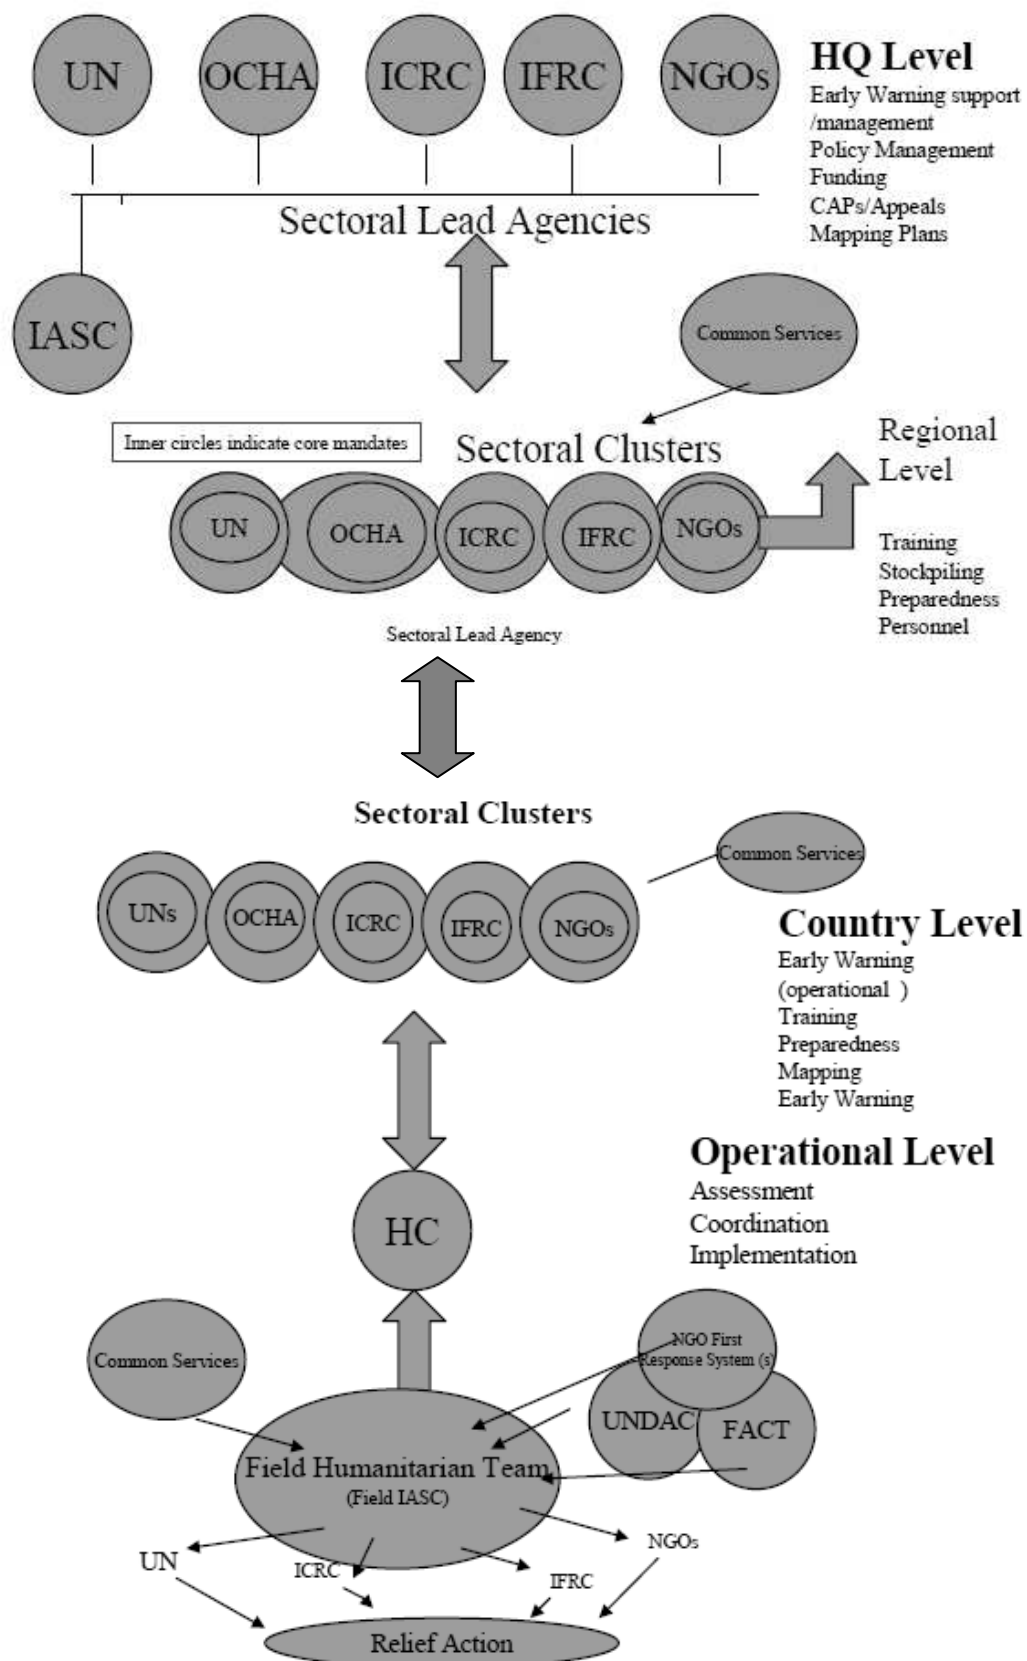 UN
OCHA
ICRC
IFRC
NGOs
HQ Level
Early Warning support
/management
Policy Management
Funding
CAPs/Appeals
Mapping Plans
Sectoral Lead Agencies
IASC
Common Services
Inner circles indicate core mandates
Sectoral Clusters
Regional
Level
UN
OCHA
ICRC
IFRC
NGOs
Training
Stockpiling
Preparedness
Personnel
Sectoral Lead Agency
Sectoral Clusters
Common Services
UNs
OCHA
ICRC
IFRC
NGOs
Country Level
Early Warning
(operational )
Training
Preparedness
Mapping
Early Warning
Operational Level
Assessment
Coordination
Implementation
HC
Common Services
NGO First
Response System (s)
UNDAC
FACT
Field Humanitarian Team
(Field IASC)
UN
ICRC
IFRC
NGOs
Relief Action